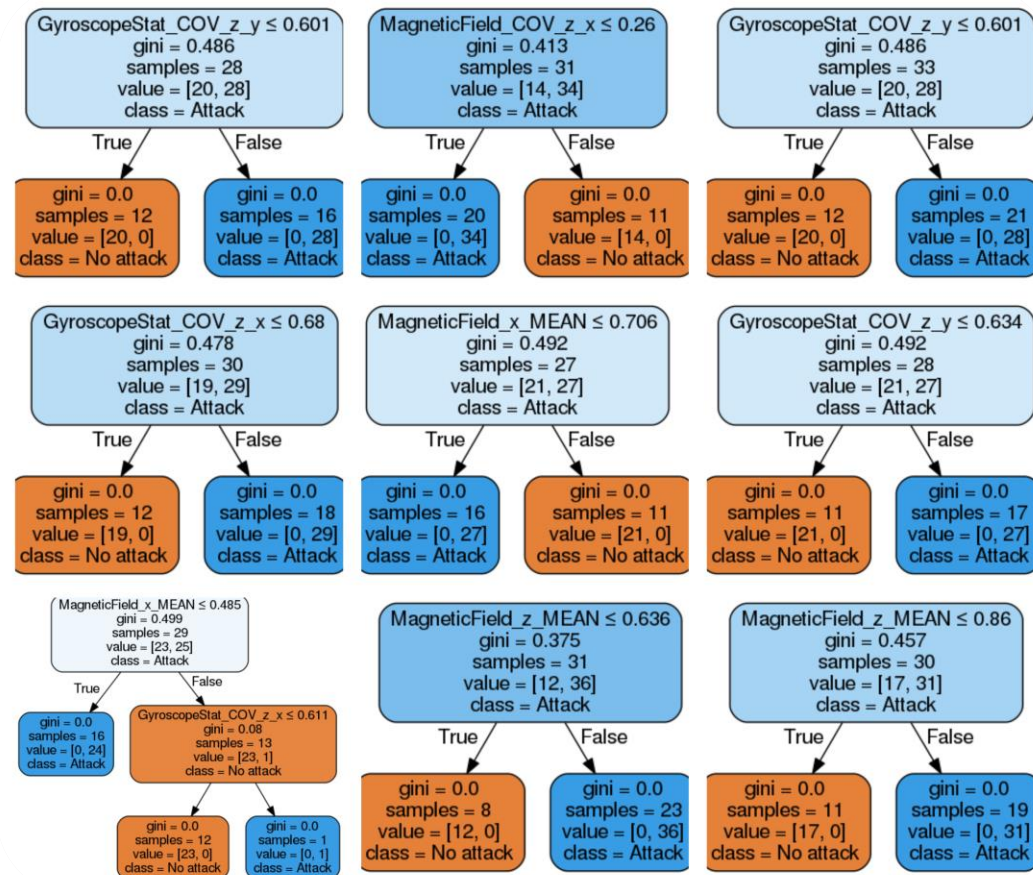 GyroscopeStat_COV_z_y ≤ 0.601
gini = 0.486
samples = 28
value = [20, 28]
class = Attack
True
False
gini = 0.0
samples = 12
value = [20, 0]
class = No attack
gini = 0.0
samples = 16
value = [0, 28]
class = Attack
MagneticField_COV_z_x ≤ 0.26
gini = 0.413
samples = 31
value = [14, 34]
class = Attack
True
False
gini = 0.0
samples = 20
value = [0, 34]
class = Attack
gini = 0.0
samples = 11
value = [14, 0]
class = No attack
GyroscopeStat_COV_z_y ≤ 0.601
gini = 0.486
samples = 33
value = [20, 28]
class = Attack
True
False
gini = 0.0
samples = 12
value = [20, 0]
class = No attack
gini = 0.0
samples = 21
value = [0, 28]
class = Attack
GyroscopeStat_COV_z_x ≤ 0.68
gini = 0.478
samples = 30
value = [19, 29]
class = Attack
True
False
gini = 0.0
samples = 12
value = [19, 0]
class = No attack
gini = 0.0
samples = 18
value = [0, 29]
class = Attack
MagneticField_x_MEAN ≤ 0.706
gini = 0.492
samples = 27
value = [21, 27]
class = Attack
True
False
gini = 0.0
samples = 16
value = [0, 27]
class = Attack
gini = 0.0
samples = 11
value = [21, 0]
class = No attack
GyroscopeStat_COV_z_y ≤ 0.634
gini = 0.492
samples = 28
value = [21, 27]
class = Attack
True
False
gini = 0.0
samples = 11
value = [21, 0]
class = No attack
gini = 0.0
samples = 17
value = [0, 27]
class = Attack
MagneticField_x_MEAN ≤ 0.485
gini = 0.499
samples = 29
value = [23, 25]
class = Attack
True
False
gini = 0.0
samples = 16
value = [0, 24]
class = Attack
GyroscopeStat_COV_z_x ≤ 0.611
gini = 0.08
samples = 13
value = [23, 1]
class = No attack
gini = 0.0
samples = 12
value = [23, 0]
class = No attack
gini = 0.0
samples = 1
value = [0, 1]
class = Attack
MagneticField_z_MEAN ≤ 0.636
gini = 0.375
samples = 31
value = [12, 36]
class = Attack
True
False
gini = 0.0
samples = 8
value = [12, 0]
class = No attack
gini = 0.0
samples = 23
value = [0, 36]
class = Attack
MagneticField_z_MEAN ≤ 0.86
gini = 0.457
samples = 30
value = [17, 31]
class = Attack
True
False
gini = 0.0
samples = 11
value = [17, 0]
class = No attack
gini = 0.0
samples = 19
value = [0, 31]
class = Attack